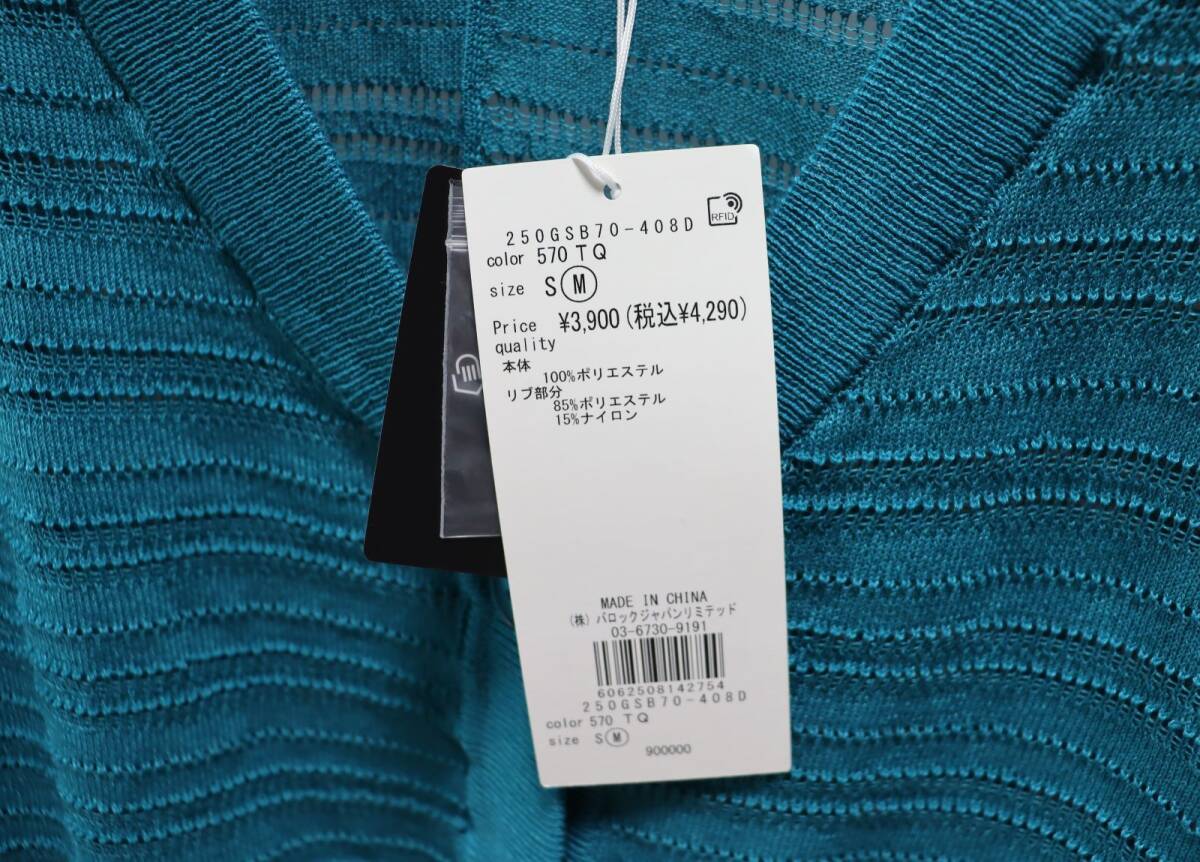 250GSB70-408D
RFID
color 570 TQ
size S M
Price ¥3,900(税込¥4,290)
quality
本体
100%ポリエステル
リブ部分
85%ポリエステル
15%ナイロン
MADE IN CHINA
(株)バロックジャパンリミテッド
03-6730-9191
6062508142754
250GSB70-408D
color 570 TQ
size S M
900000